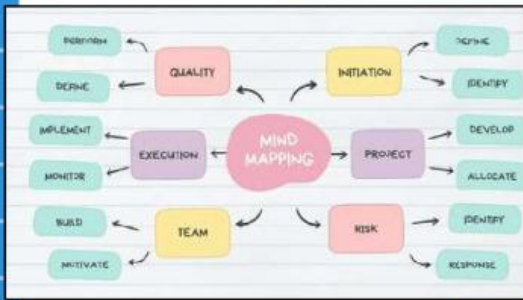 PERFORM
QUALITY
DEFINE
IMPLEMENT
EXECUTION
MONITOR
BUILD
TEAM
MOTIVATE
MIND
MAPPING
INITIATION
DEFINE
IDENTIFY
PROJECT
DEVELOP
ALLOCATE
RISK
IDENTIFY
RESPONSE